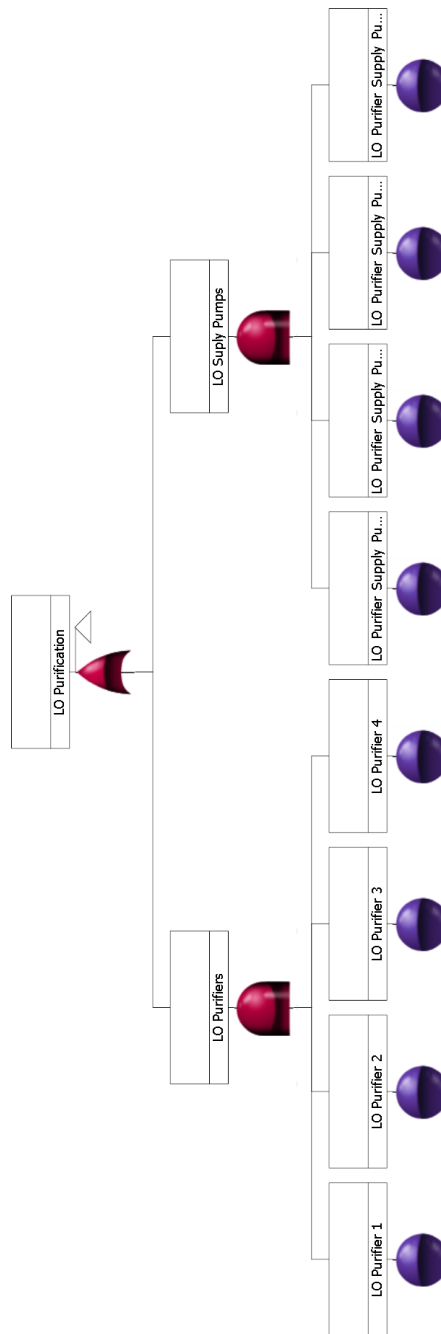 LO Purification
LO Purifiers
LO Suply Pumps
LO Purifier 1
LO Purifier 2
LO Purifier 3
LO Purifier 4
LO Purifier Supply Pu...
LO Purifier Supply Pu...
LO Purifier Supply Pu...
LO Purifier Supply Pu...